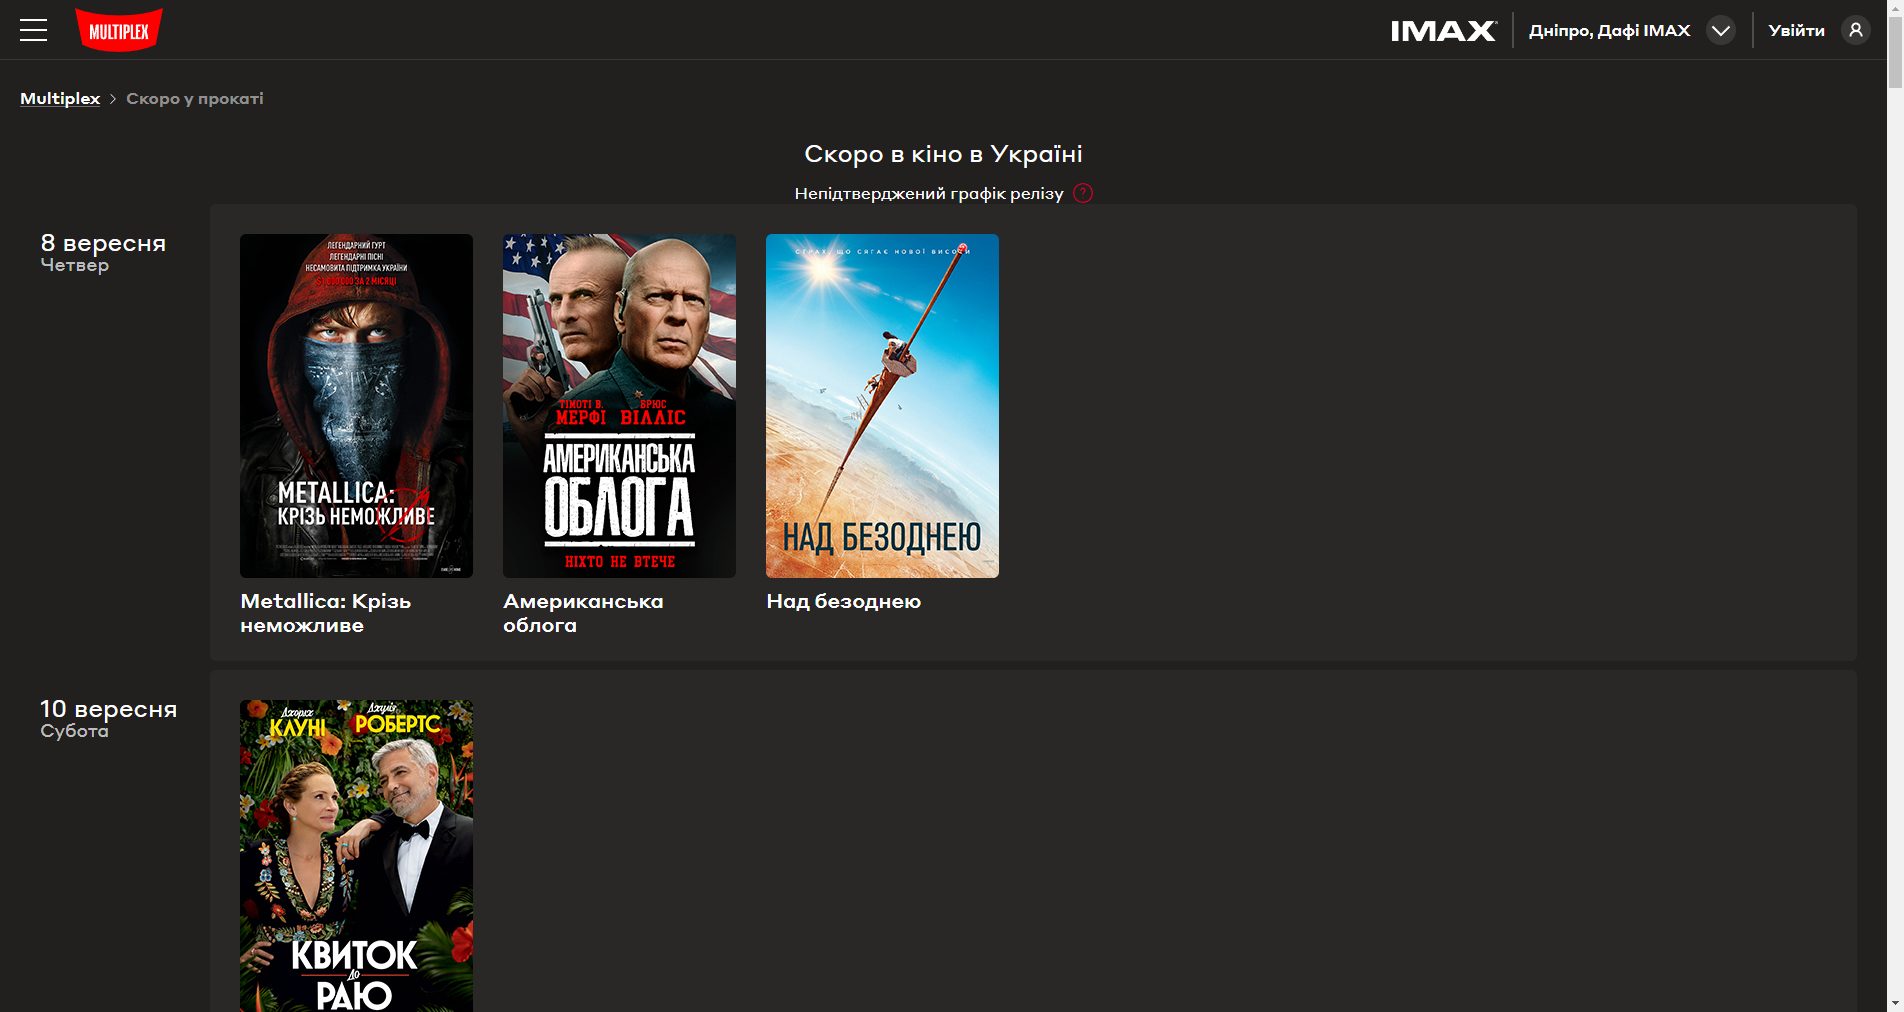 MULTIPLEX
IMAX
Дніпро, Дафі IMAX
Увійти
Multiplex > Скоро у прокаті
Скоро в кіно в Україні
Непідтверджений графік релізу ?
8 вересня
Четвер
ЛЕГЕНДАРНИЙ ГУРТ
ЛЕГЕНДАРНІ ПІСНІ
НЕСАМОВИТА ПІДТРИМКА УКРАЇНИ
$1 000 000 ЗА 2 МІСЯЦІ
METALLICA:
КРІЗЬ НЕМОЖЛИВЕ
Metallica: Крізь
неможливе
ТІМОТІ В. БРЮС
МЕРФІ ВІЛЛІС
АМЕРИКАНСЬКА
ОБЛОГА
НІХТО НЕ ВТЕЧЕ
Американська
облога
СТРАХ, ЩО СЯГАЄ НОВОЇ ВИСОТИ
НАД БЕЗОДНЕЮ
Над безоднею
10 вересня
Субота
Джордж Джулія
КЛУНІ РОБЕРТС
КВИТОК
ДО
РАЮ